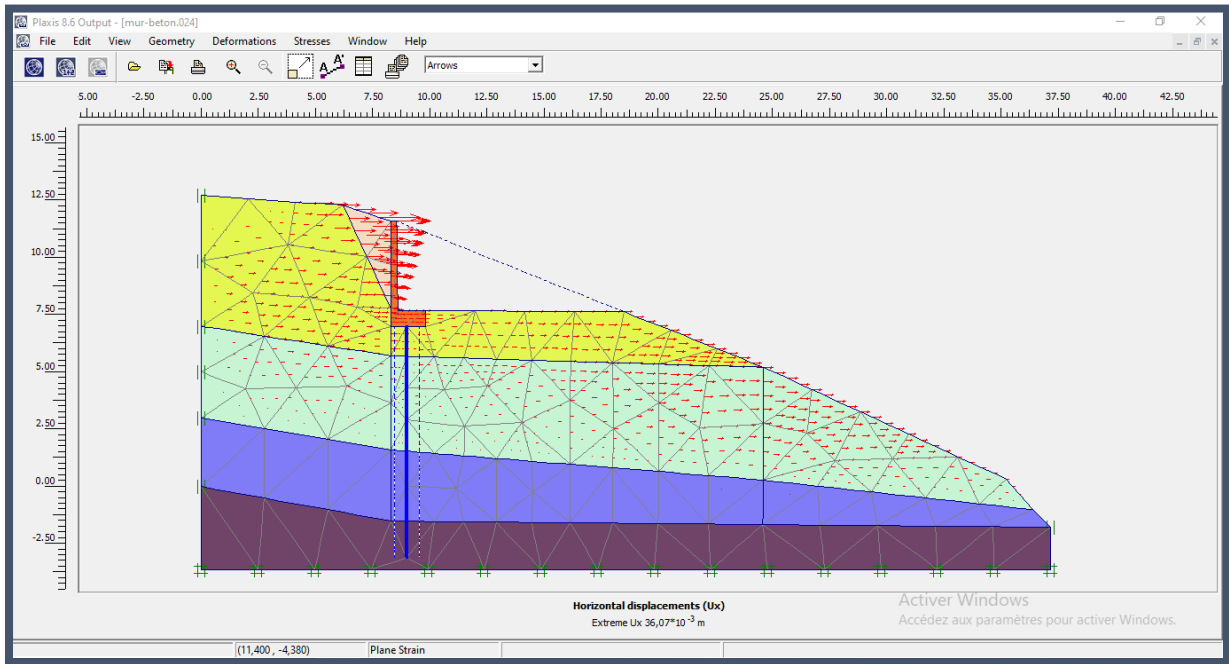 Plaxis 8.6 Output - [mur-beton.024]
File Edit View Geometry Deformations Stresses Window Help
A A' Arrows
5.00 -2.50 0.00 2.50 5.00 7.50 10.00 12.50 15.00 17.50 20.00 22.50 25.00 27.50 30.00 32.50 35.00 37.50 40.00 42.50
15.00
12.50
10.00
7.50
5.00
2.50
0.00
-2.50
Horizontal displacements (Ux)
Extreme Ux 36,07*10 -3 m
Activer Windows
Accédez aux paramètres pour activer Windows.
(11,400 , -4,380) Plane Strain